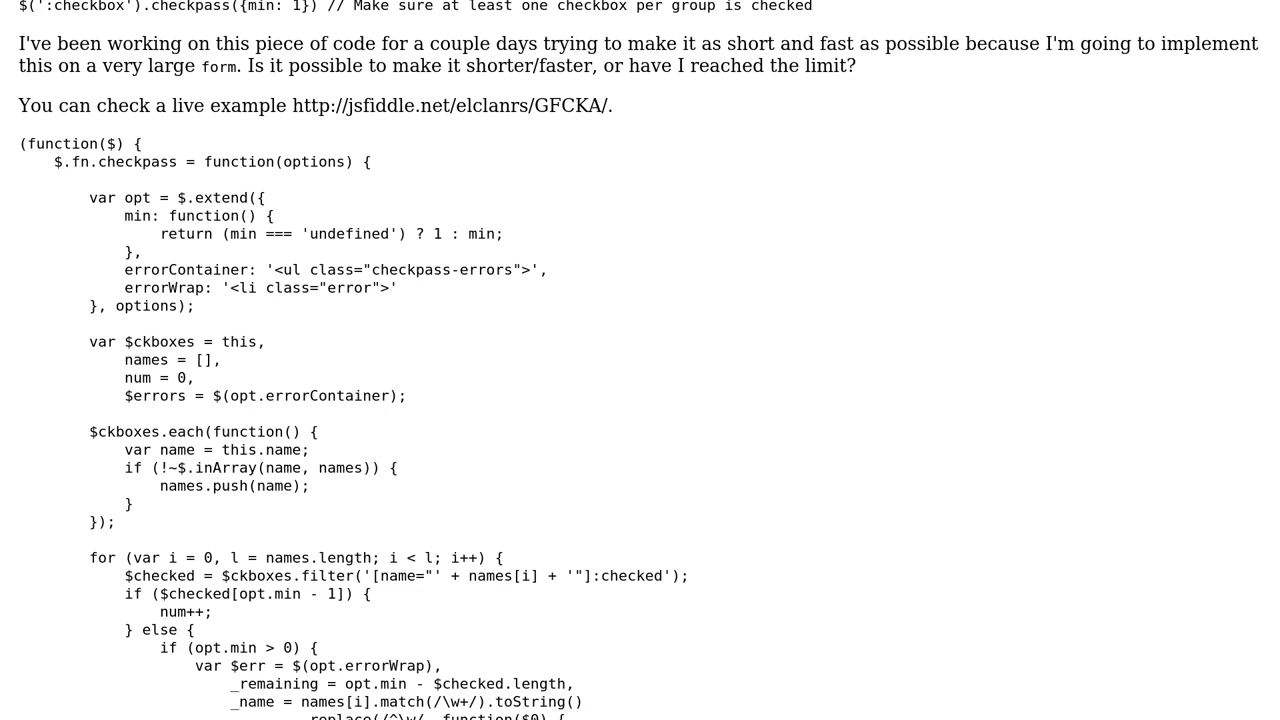 $(':checkbox').checkpass({min: 1}) // Make sure at least one checkbox per group is checked
I've been working on this piece of code for a couple days trying to make it as short and fast as possible because I'm going to implement
this on a very large form. Is it possible to make it shorter/faster, or have I reached the limit?
You can check a live example http://jsfiddle.net/elclanrs/GFCKA/.
(function($) {
    $.fn.checkpass = function(options) {
        var opt = $.extend({
            min: function() {
                return (min === 'undefined') ? 1 : min;
            },
            errorContainer: '<ul class="checkpass-errors">',
            errorWrap: '<li class="error">'
        }, options);
        var $ckboxes = this,
            names = [],
            num = 0,
            $errors = $(opt.errorContainer);
        $ckboxes.each(function() {
            var name = this.name;
            if (!~$.inArray(name, names)) {
                names.push(name);
            }
        });
        for (var i = 0, l = names.length; i < l; i++) {
            $checked = $ckboxes.filter('[name="' + names[i] + '"]:checked');
            if ($checked[opt.min - 1]) {
                num++;
            } else {
                if (opt.min > 0) {
                    var $err = $(opt.errorWrap),
                        _remaining = opt.min - $checked.length,
                        _name = names[i].match(/\w+/).toString()
                                .replace(/^\w/, function($0) {